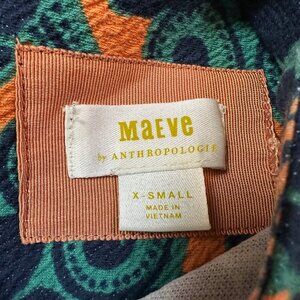 MaEVe
by ANTHROPOLOGIE
X-SMALL
MADE IN
VIETNAM